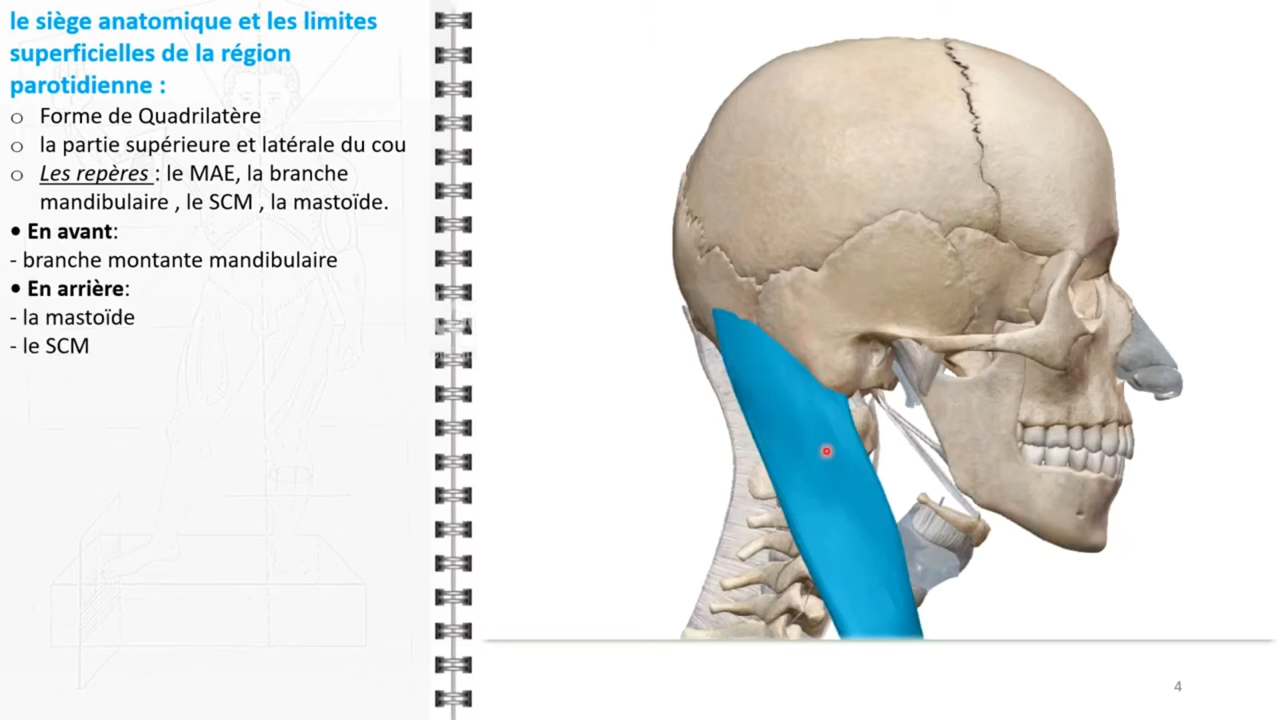 le siège anatomique et les limites
superficielles de la région
parotidienne :
o Forme de Quadrilatère
o la partie supérieure et latérale du cou
o Les repères : le MAE, la branche
mandibulaire , le SCM , la mastoïde.
• En avant:
- branche montante mandibulaire
• En arrière:
- la mastoïde
- le SCM
4